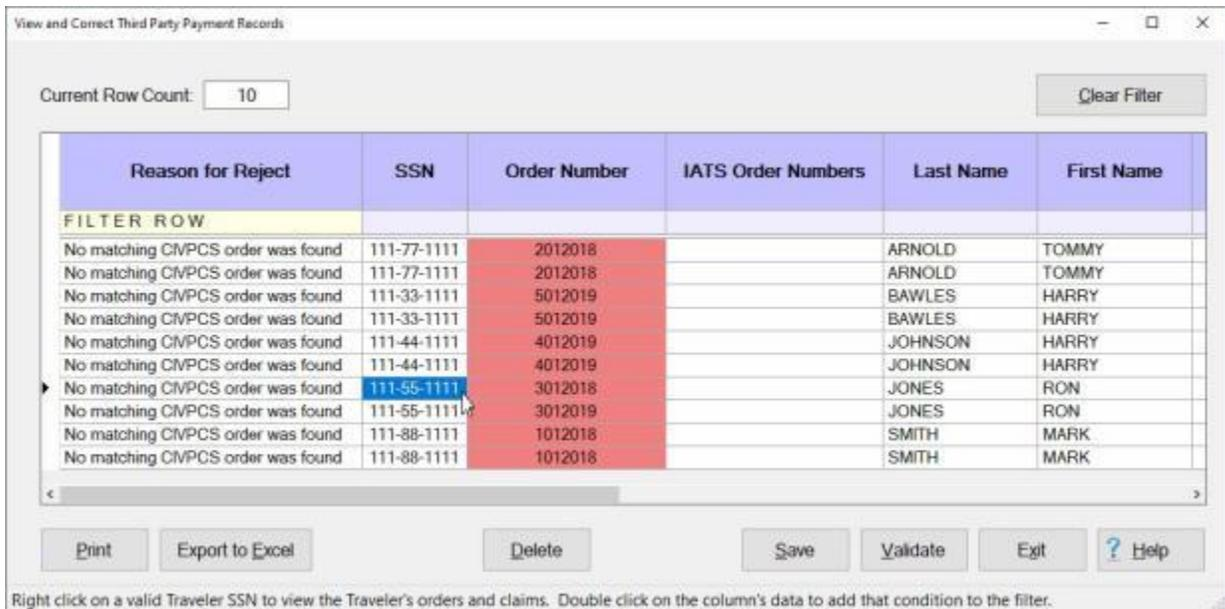 View and Correct Third Party Payment Records
Current Row Count: 10 Clear Filter
Reason for Reject SSN Order Number IATS Order Numbers Last Name First Name
FILTER ROW
No matching CIVPCS order was found 111-77-1111 2012018 ARNOLD TOMMY
No matching CIVPCS order was found 111-77-1111 2012018 ARNOLD TOMMY
No matching CIVPCS order was found 111-33-1111 5012019 BAWLES HARRY
No matching CIVPCS order was found 111-33-1111 5012019 BAWLES HARRY
No matching CIVPCS order was found 111-44-1111 4012019 JOHNSON HARRY
No matching CIVPCS order was found 111-44-1111 4012019 JOHNSON HARRY
No matching CIVPCS order was found 111-55-1111 3012018 JONES RON
No matching CIVPCS order was found 111-55-1111 3012019 JONES RON
No matching CIVPCS order was found 111-88-1111 1012018 SMITH MARK
No matching CIVPCS order was found 111-88-1111 1012018 SMITH MARK
Print Export to Excel Delete Save Validate Exit ? Help
Right click on a valid Traveler SSN to view the Traveler's orders and claims. Double click on the column's data to add that condition to the filter.